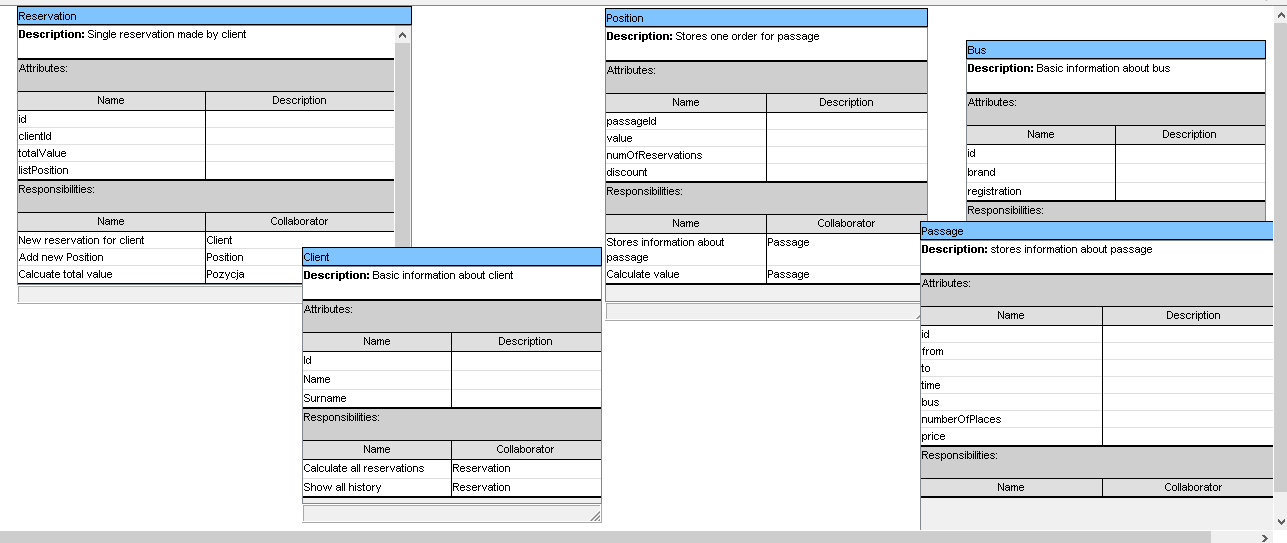 Reservation
Description: Single reservation made by client
Attributes:
Name Description
id
clientId
totalValue
listPosition
Responsibilities:
Name Collaborator
New reservation for client Client
Add new Position Position
Calcuate total value Pozycja
Client
Description: Basic information about client
Attributes:
Name Description
Id
Name
Surname
Responsibilities:
Name Collaborator
Calculate all reservations Reservation
Show all history Reservation
Position
Description: Stores one order for passage
Attributes:
Name Description
passageId
value
numOfReservations
discount
Responsibilities:
Name Collaborator
Stores information about Passage
passage
Calculate value Passage
Bus
Description: Basic information about bus
Attributes:
Name Description
id
brand
registration
Responsibilities:
Passage
Description: stores information about passage
Attributes:
Name Description
id
from
to
time
bus
numberOfPlaces
price
Responsibilities:
Name Collaborator